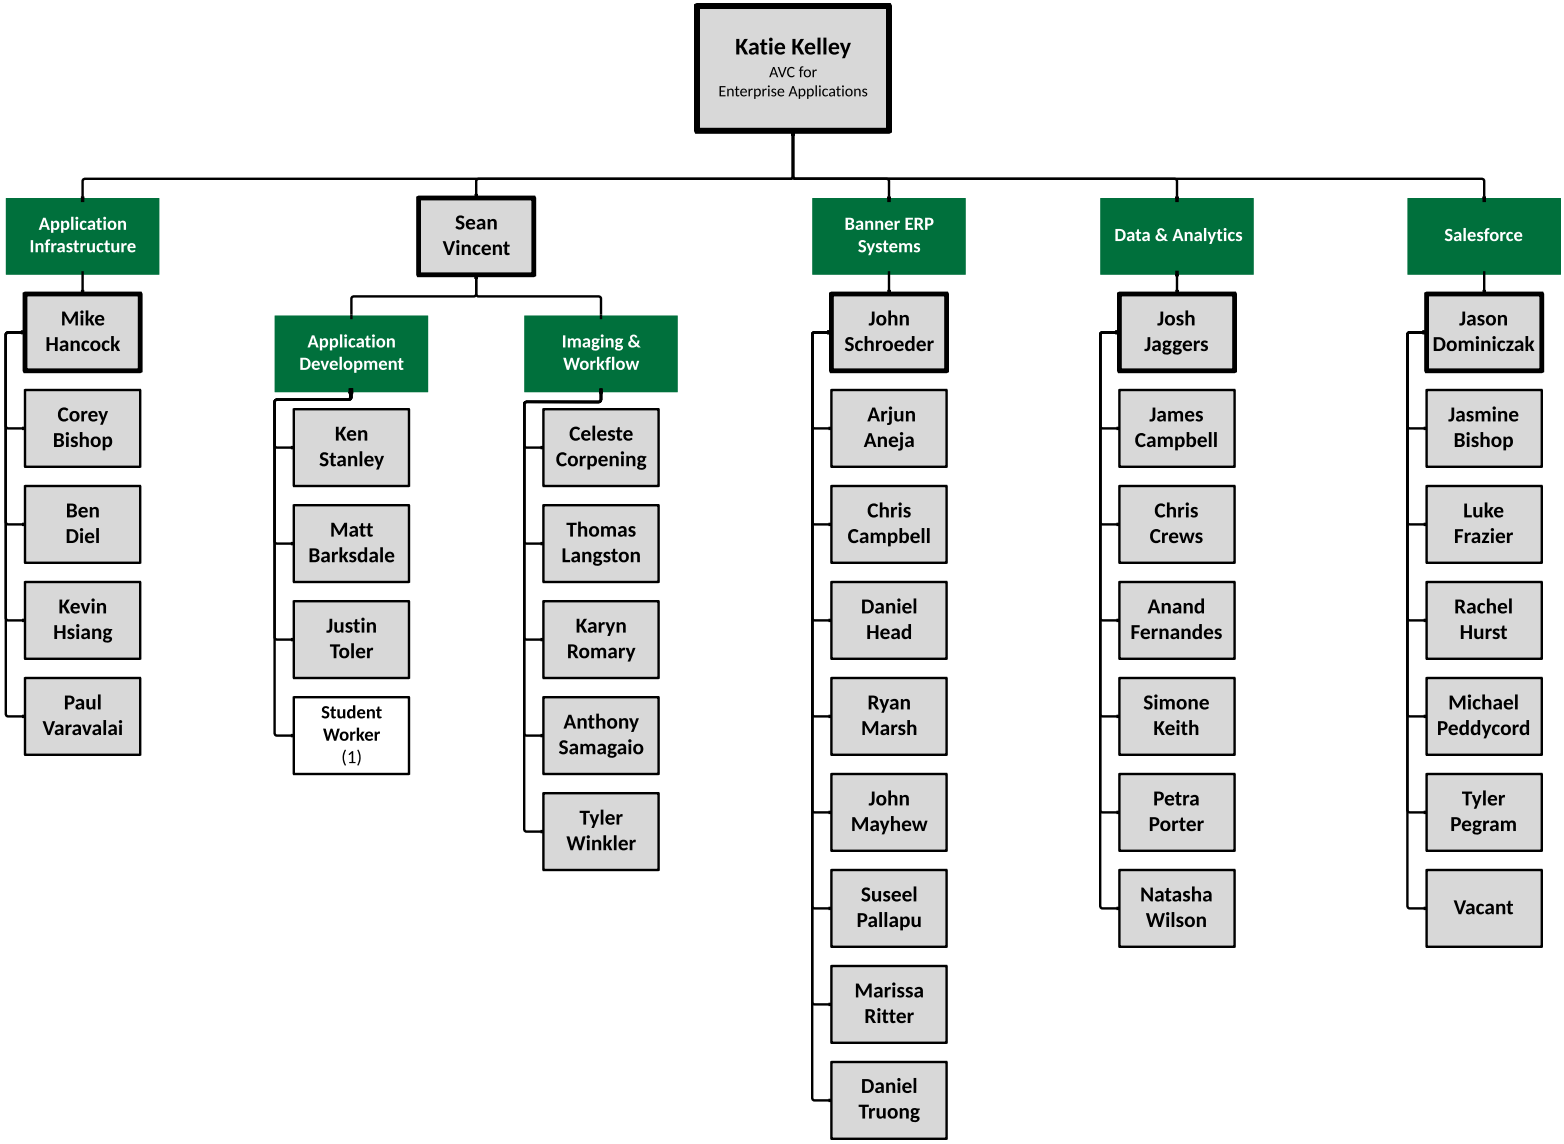 Katie Kelley
AVC for
Enterprise Applications
Application
Infrastructure
Mike
Hancock
Corey
Bishop
Ben
Diel
Kevin
Hsiang
Paul
Varavalai
Sean
Vincent
Application
Development
Ken
Stanley
Matt
Barksdale
Justin
Toler
Student
Worker
(1)
Imaging &
Workflow
Celeste
Corpening
Thomas
Langston
Karyn
Romary
Anthony
Samagaio
Tyler
Winkler
Banner ERP
Systems
John
Schroeder
Arjun
Aneja
Chris
Campbell
Daniel
Head
Ryan
Marsh
John
Mayhew
Suseel
Pallapu
Marissa
Ritter
Daniel
Truong
Data & Analytics
Josh
Jaggers
James
Campbell
Chris
Crews
Anand
Fernandes
Simone
Keith
Petra
Porter
Natasha
Wilson
Salesforce
Jason
Dominiczak
Jasmine
Bishop
Luke
Frazier
Rachel
Hurst
Michael
Peddycord
Tyler
Pegram
Vacant